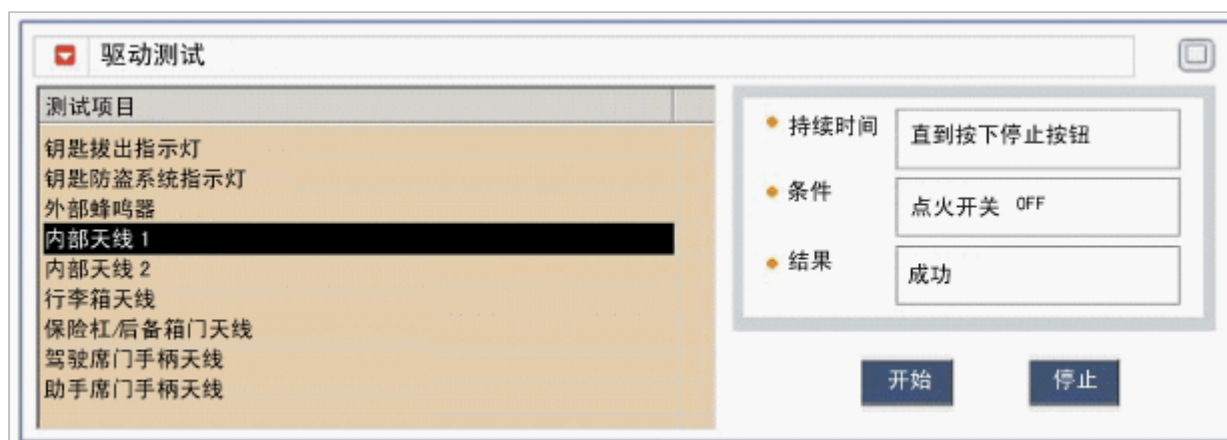 驱动测试
测试项目
钥匙拔出指示灯
钥匙防盗系统指示灯
外部蜂鸣器
内部天线 1
内部天线 2
行李箱天线
保险杠/后备箱门天线
驾驶席门手柄天线
助手席门手柄天线
持续时间
直到按下停止按钮
条件
点火开关 OFF
结果
成功
开始
停止